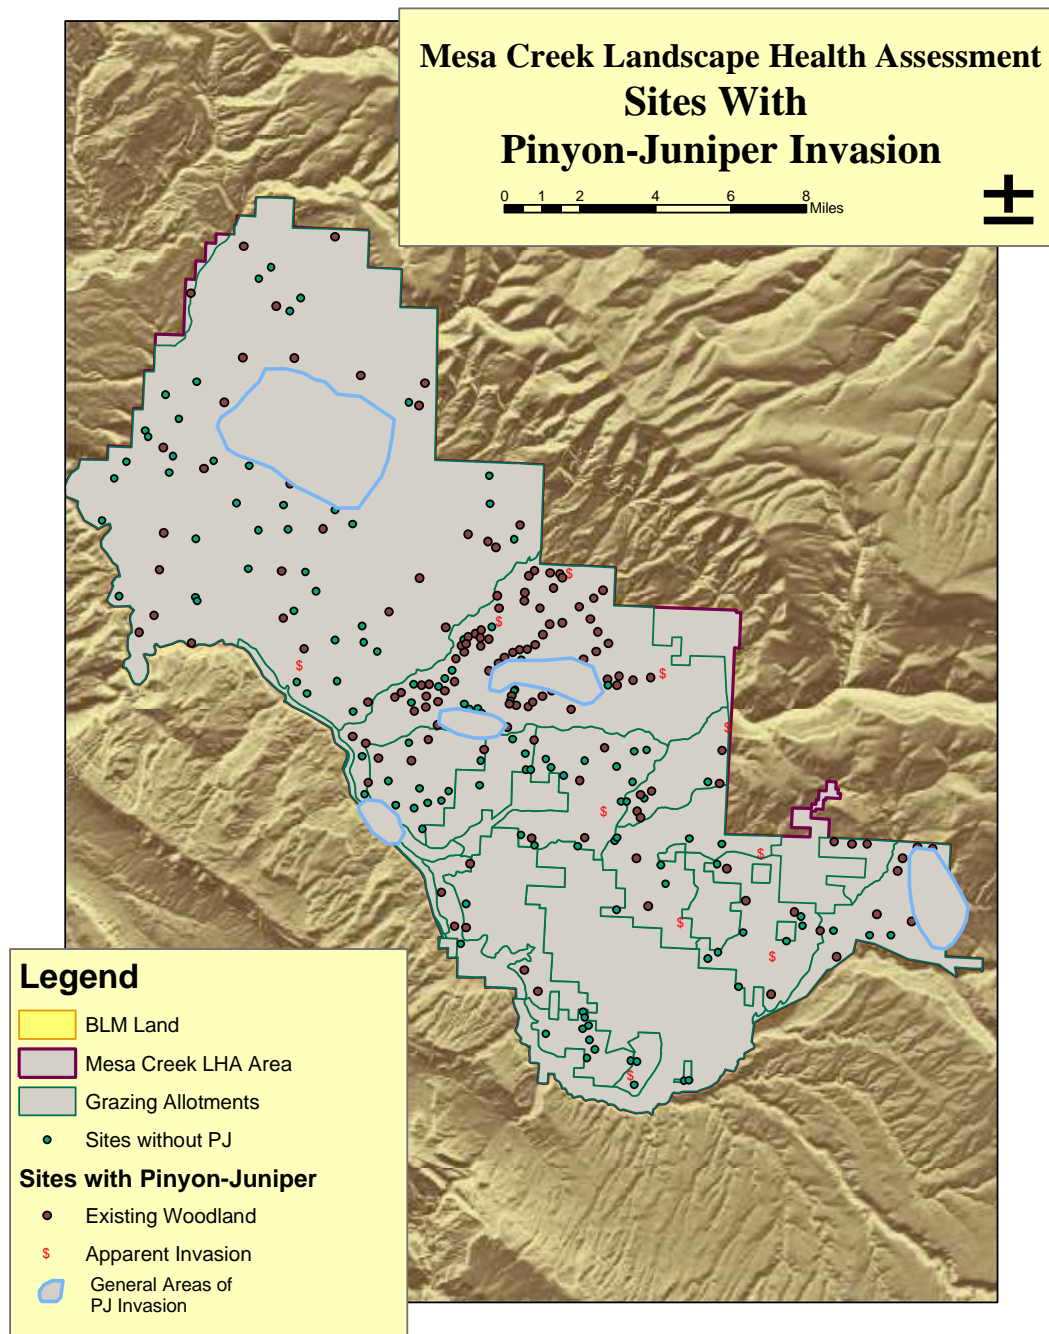 Mesa Creek Landscape Health Assessment
Sites With
Pinyon-Juniper Invasion
0 1 2 4 6 8
Miles
±
$
$
$
$
$
$
$
$
$
$
Legend
BLM Land
Mesa Creek LHA Area
Grazing Allotments
Sites without PJ
Sites with Pinyon-Juniper
Existing Woodland
$ Apparent Invasion
General Areas of
PJ Invasion